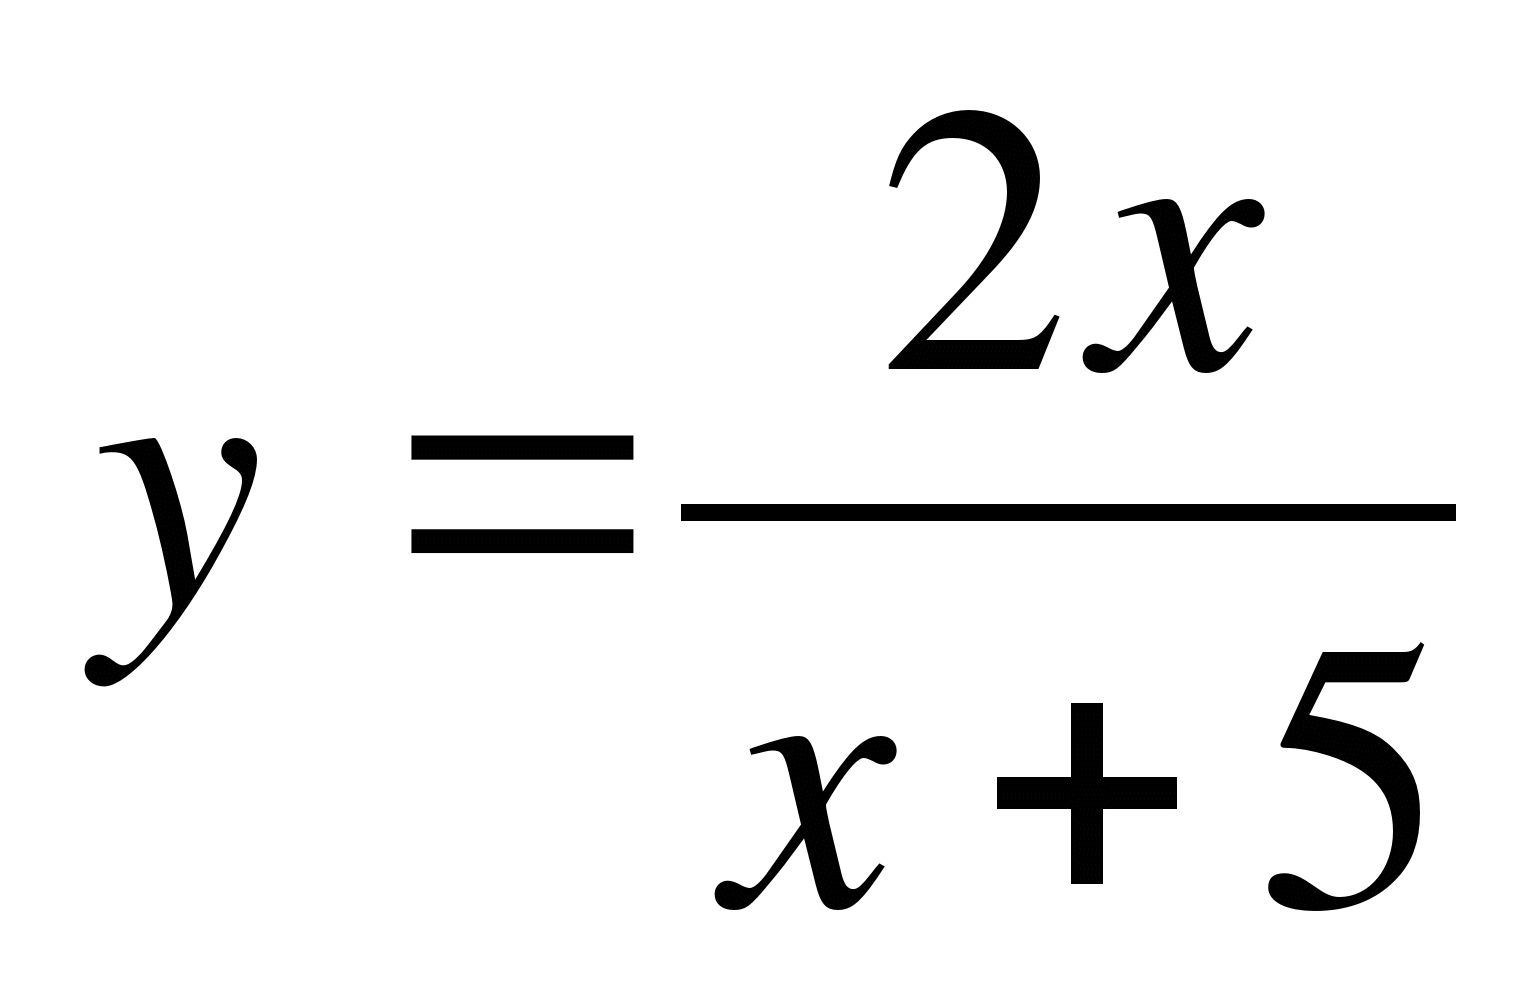 y = 2x / x + 5